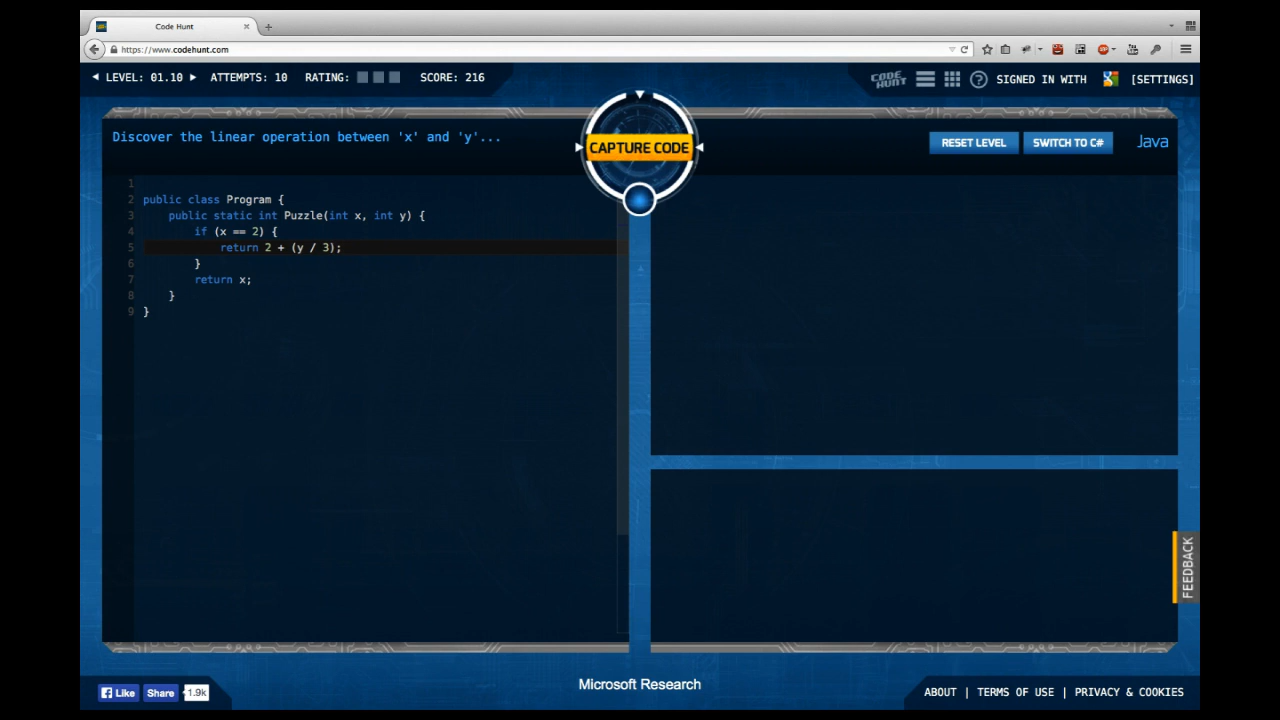 Code Hunt
https://www.codehunt.com
LEVEL: 01.10 ATTEMPTS: 10 RATING: SCORE: 216
CODE HUNT
SIGNED IN WITH [SETTINGS]
Discover the linear operation between 'x' and 'y'...
CAPTURE CODE
RESET LEVEL SWITCH TO C# Java
1
2 public class Program {
3 public static int Puzzle(int x, int y) {
4 if (x == 2) {
5 return 2 + (y / 3);
6 }
7 return x;
8 }
9 }
FEEDBACK
Like Share 1.9k
Microsoft Research
ABOUT | TERMS OF USE | PRIVACY & COOKIES